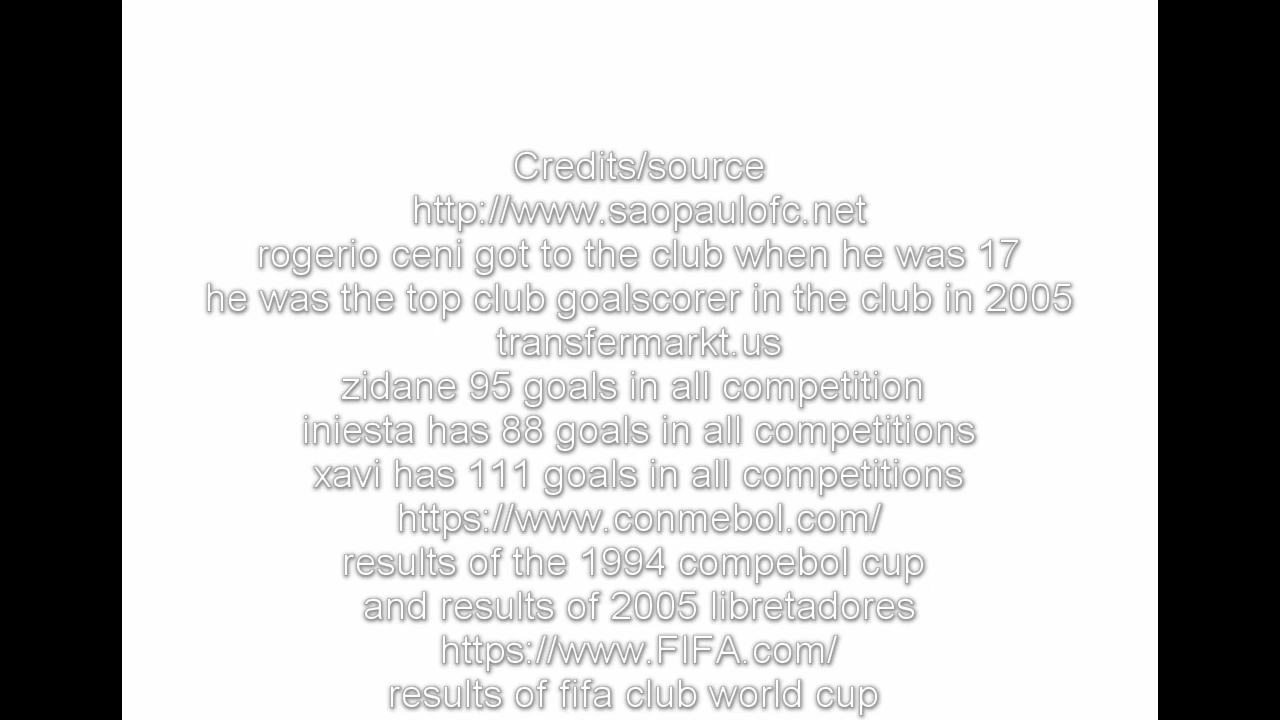 Credits/source
http://www.saopaulofc.net
rogerio ceni got to the club when he was 17
he was the top club goalscorer in the club in 2005
transfermarkt.us
zidane 95 goals in all competition
iniesta has 88 goals in all competitions
xavi has 111 goals in all competitions
https://www.conmebol.com/
results of the 1994 compebol cup
and results of 2005 libretadores
https://www.FIFA.com/
results of fifa club world cup